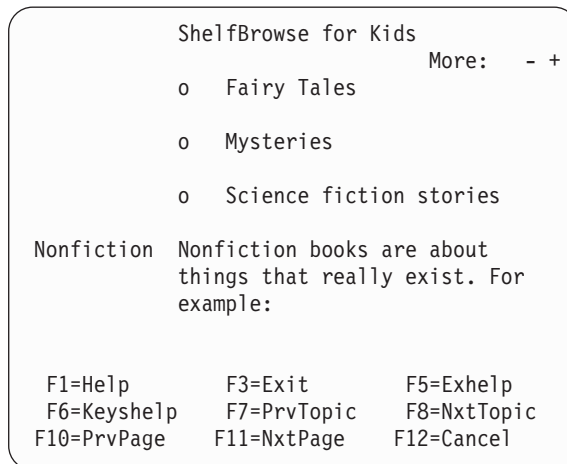 ShelfBrowse for Kids
More: - +
o Fairy Tales
o Mysteries
o Science fiction stories
Nonfiction Nonfiction books are about
things that really exist. For
example:
F1=Help F3=Exit F5=Exhelp
F6=Keyshelp F7=PrvTopic F8=NxtTopic
F10=PrvPage F11=NxtPage F12=Cancel